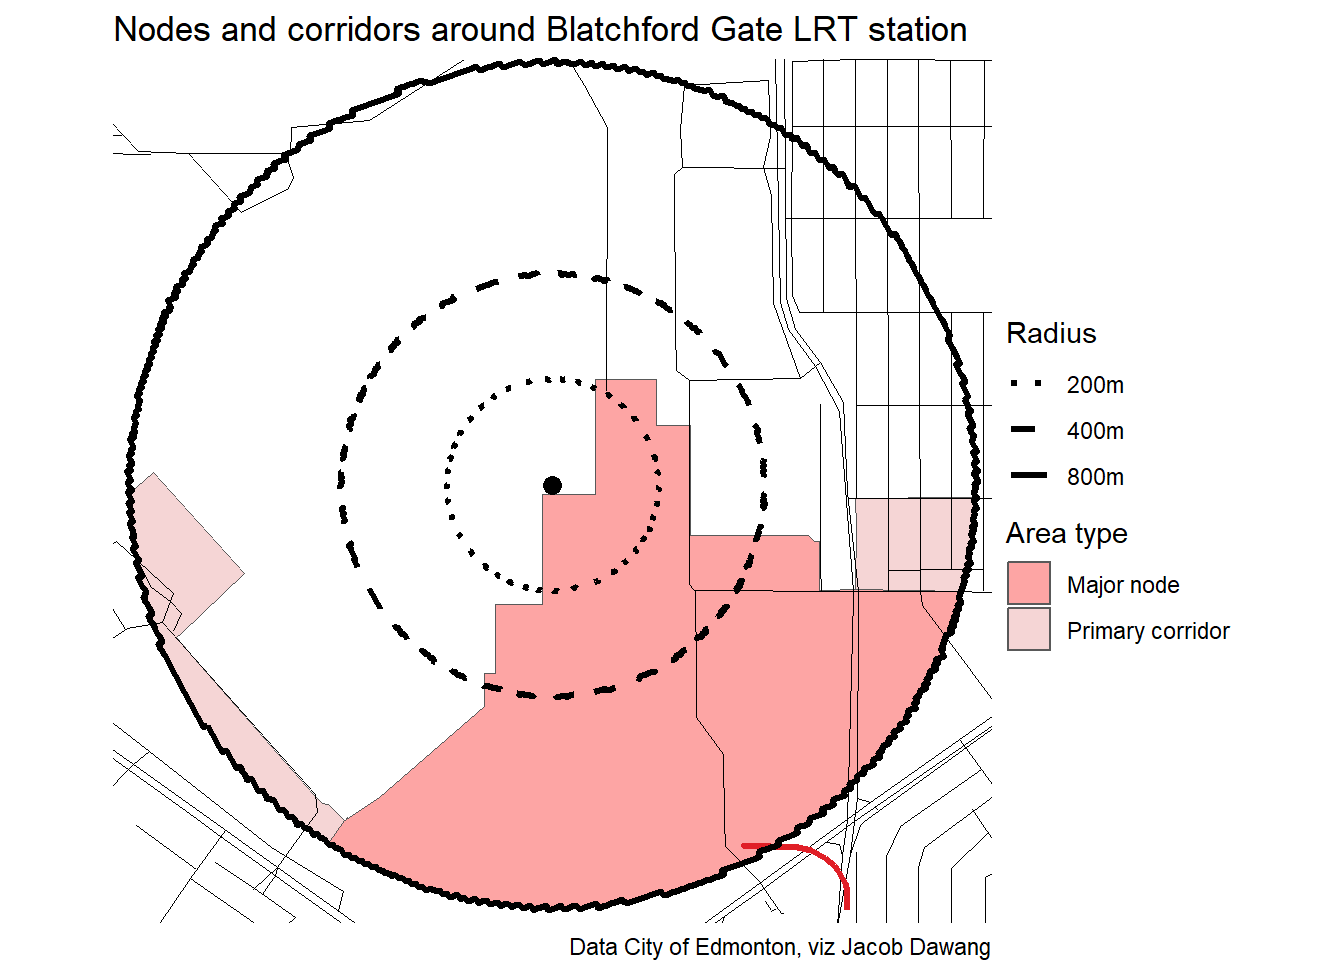 Nodes and corridors around Blatchford Gate LRT station
Radius
200m
400m
800m
Area type
Major node
Primary corridor
Data City of Edmonton, viz Jacob Dawang